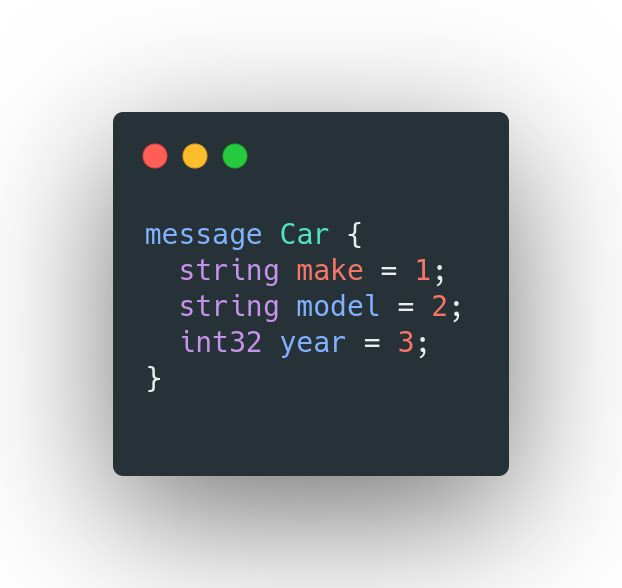 message Car {
  string make = 1;
  string model = 2;
  int32 year = 3;
}